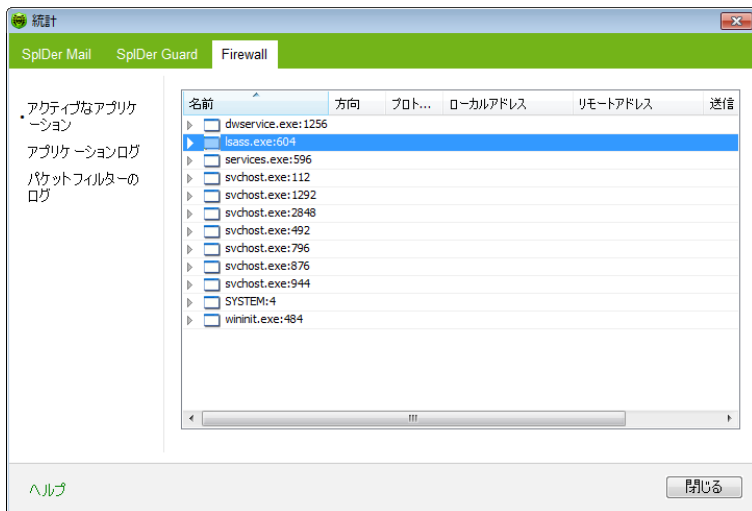 統計
SpIDer Mail SpIDer Guard Firewall
アクティブなアプリケ
ーション
アプリケーションログ
パケットフィルターの
ログ
名前 方向 プロト... ローカルアドレス リモートアドレス 送信
dwservice.exe:1256
lsass.exe:604
services.exe:596
svchost.exe:112
svchost.exe:1292
svchost.exe:2848
svchost.exe:492
svchost.exe:796
svchost.exe:876
svchost.exe:944
SYSTEM:4
wininit.exe:484
ヘルプ
閉じる